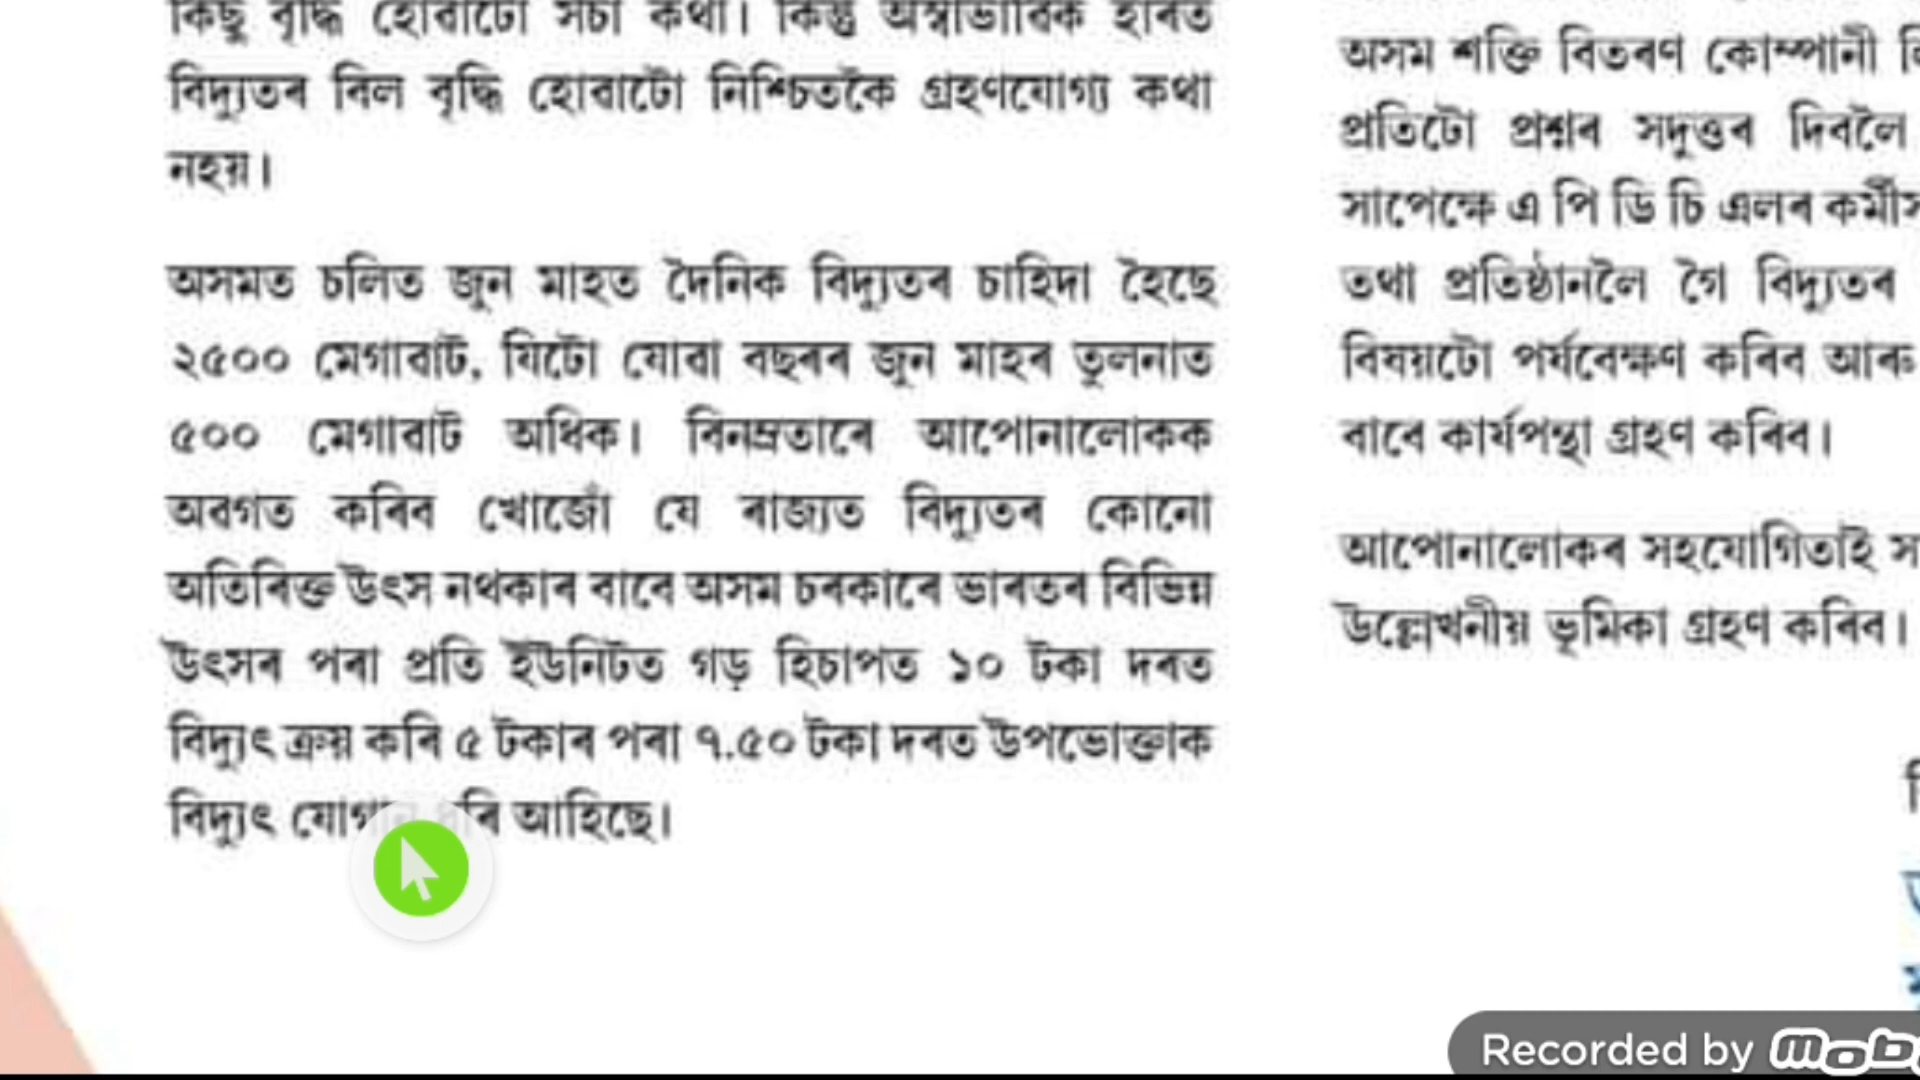 কিছু বৃদ্ধি হোৱাটো সঁচা কথা। কিন্তু অস্বাভাৱিক হাৰত
বিদ্যুতৰ বিল বৃদ্ধি হোৱাটো নিশ্চিতকৈ গ্ৰহণযোগ্য কথা
নহয়।
অসমত চলিত জুন মাহত দৈনিক বিদ্যুতৰ চাহিদা হৈছে
২৫০০ মেগাৱাট, যিটো যোৱা বছৰৰ জুন মাহৰ তুলনাত
৫০০ মেগাৱাট অধিক। বিনম্ৰতাৰে আপোনালোকক
অৱগত কৰিব খোজোঁ যে ৰাজ্যত বিদ্যুতৰ কোনো
অতিৰিক্ত উৎস নথকাৰ বাবে অসম চৰকাৰে ভাৰতৰ বিভিন্ন
উৎসৰ পৰা প্ৰতি ইউনিটত গড় হিচাপত ১০ টকা দৰত
বিদ্যুৎ ক্ৰয় কৰি ৫ টকাৰ পৰা ৭.৫০ টকা দৰত উপভোক্তাক
বিদ্যুৎ আহিছে।
অসম শক্তি বিতৰণ কোম্পানী
প্ৰতিটো প্ৰশ্নৰ সদুত্তৰ দিবলৈ
সাপেক্ষে এ পি ডি চি এলৰ
তথা প্ৰতিষ্ঠানলৈ গৈ বিদ্যুতৰ
বিষয়টো পৰ্যবেক্ষণ কৰিব আৰু
বাবে কাৰ্যপন্থা গ্ৰহণ কৰিব।
আপোনালোকৰ সহযোগিতাই
উল্লেখনীয় ভূমিকা গ্ৰহণ কৰিব।
Recorded by